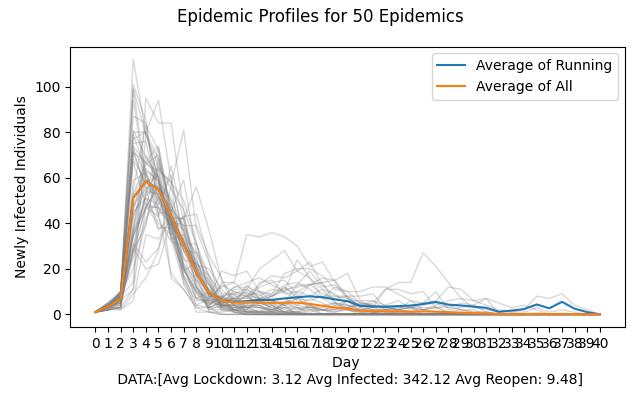 Epidemic Profiles for 50 Epidemics
Average of Running
Average of All
Newly Infected Individuals
100
80
60
40
20
0
0 1 2 3 4 5 6 7 8 9 10 11 12 13 14 15 16 17 18 19 20 21 22 23 24 25 26 27 28 29 30 31 32 33 34 35 36 37 38 39 40
Day
DATA:[Avg Lockdown: 3.12 Avg Infected: 342.12 Avg Reopen: 9.48]